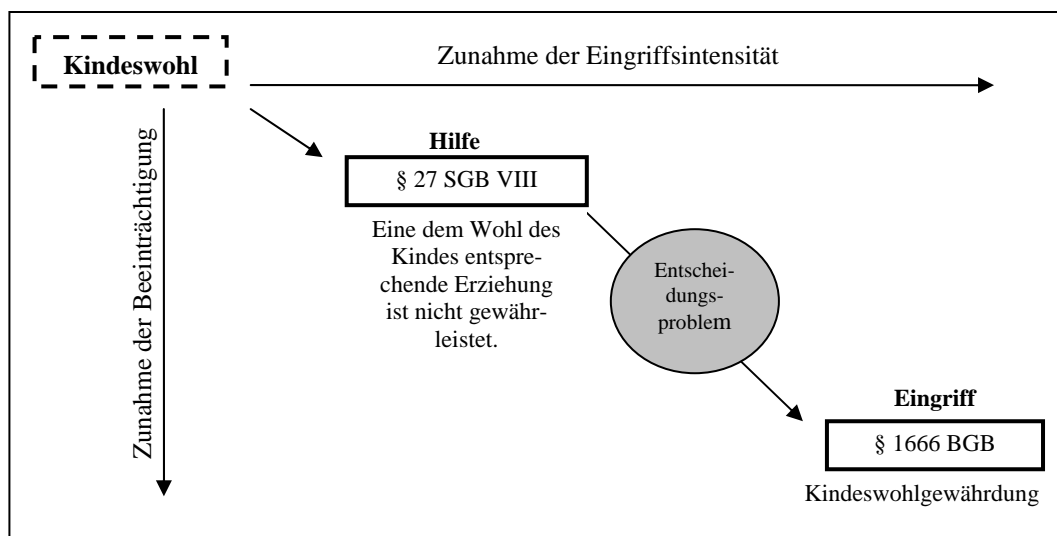 Kindeswohl
Zunahme der Eingriffsintensität
Zunahme der Beeinträchtigung
Hilfe
§ 27 SGB VIII
Eine dem Wohl des
Kindes entspre-
chende Erziehung
ist nicht gewähr-
leistet.
Entschei-
dungs-
problem
Eingriff
§ 1666 BGB
Kindeswohlgewährdung